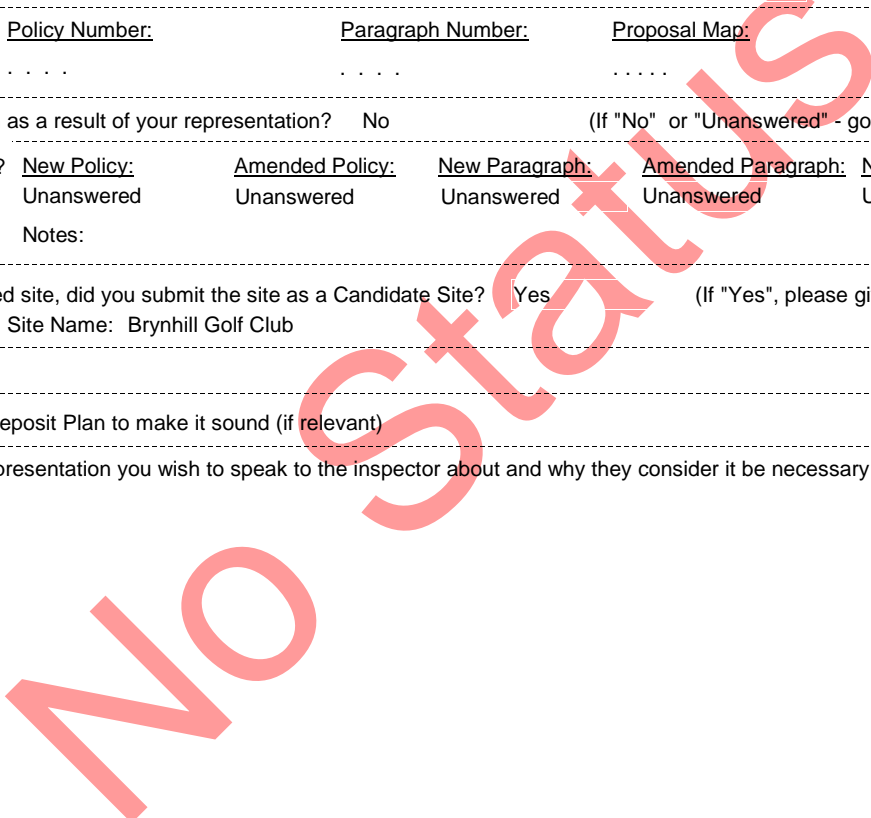 Policy Number: Paragraph Number: Proposal Map:
. . . . . . . . . . . . .
as a result of your representation? No (If "No" or "Unanswered" - go
? New Policy: Amended Policy: New Paragraph: Amended Paragraph: N
Unanswered Unanswered Unanswered Unanswered U
Notes:
ed site, did you submit the site as a Candidate Site? Yes (If "Yes", please gi
Site Name: Brynhill Golf Club
eposit Plan to make it sound (if relevant)
presentation you wish to speak to the inspector about and why they consider it be necessary
No Status